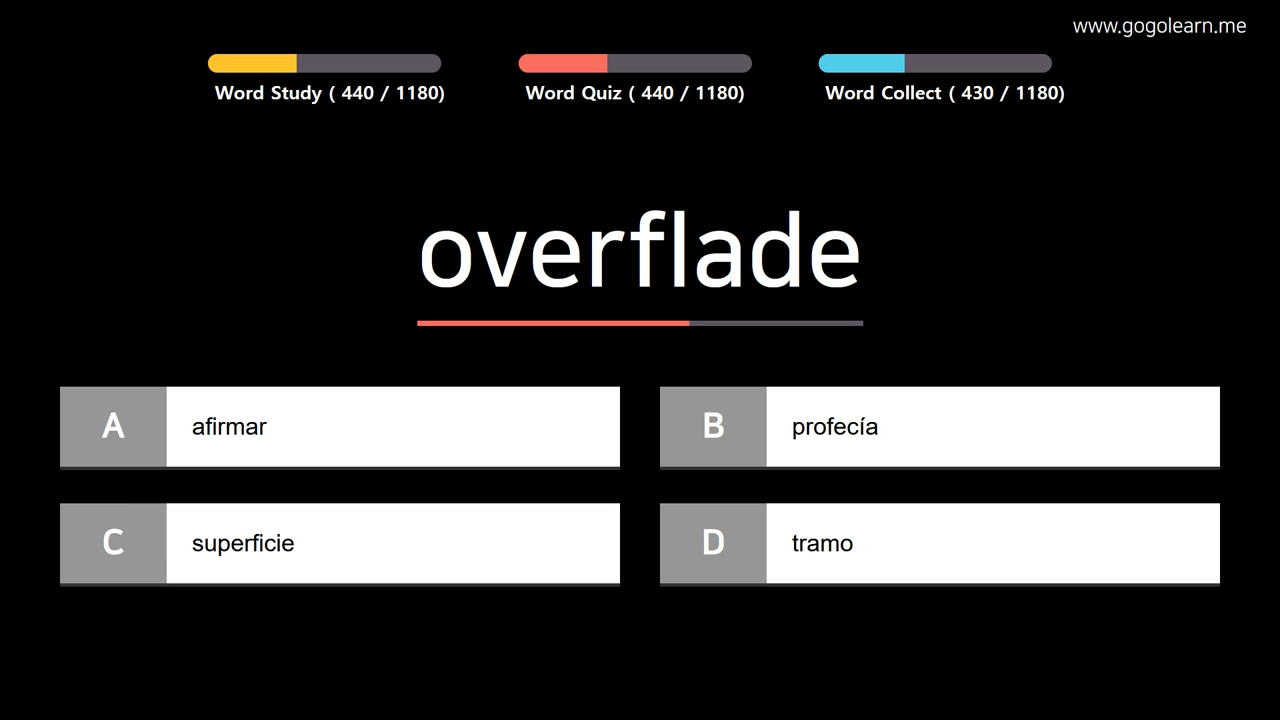 www.gogolearn.me
Word Study ( 440 / 1180)
Word Quiz ( 440 / 1180)
Word Collect ( 430 / 1180)
overflade
A
afirmar
B
profecía
C
superficie
D
tramo